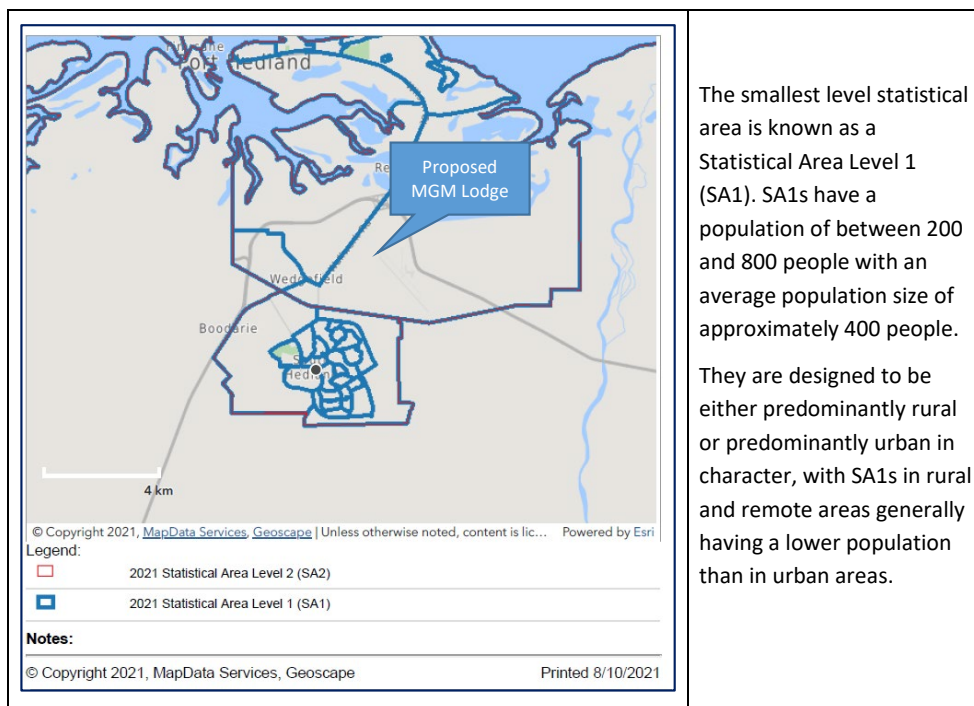 Port Hedland
Proposed
MGM Lodge
Wedgefield
Boodarie
South
Hedland
4 km
© Copyright 2021, MapData Services, Geoscape | Unless otherwise noted, content is lic... Powered by Esri
Legend:
2021 Statistical Area Level 2 (SA2)
2021 Statistical Area Level 1 (SA1)
Notes:
© Copyright 2021, MapData Services, Geoscape Printed 8/10/2021
The smallest level statistical
area is known as a
Statistical Area Level 1
(SA1). SA1s have a
population of between 200
and 800 people with an
average population size of
approximately 400 people.
They are designed to be
either predominantly rural
or predominantly urban in
character, with SA1s in rural
and remote areas generally
having a lower population
than in urban areas.